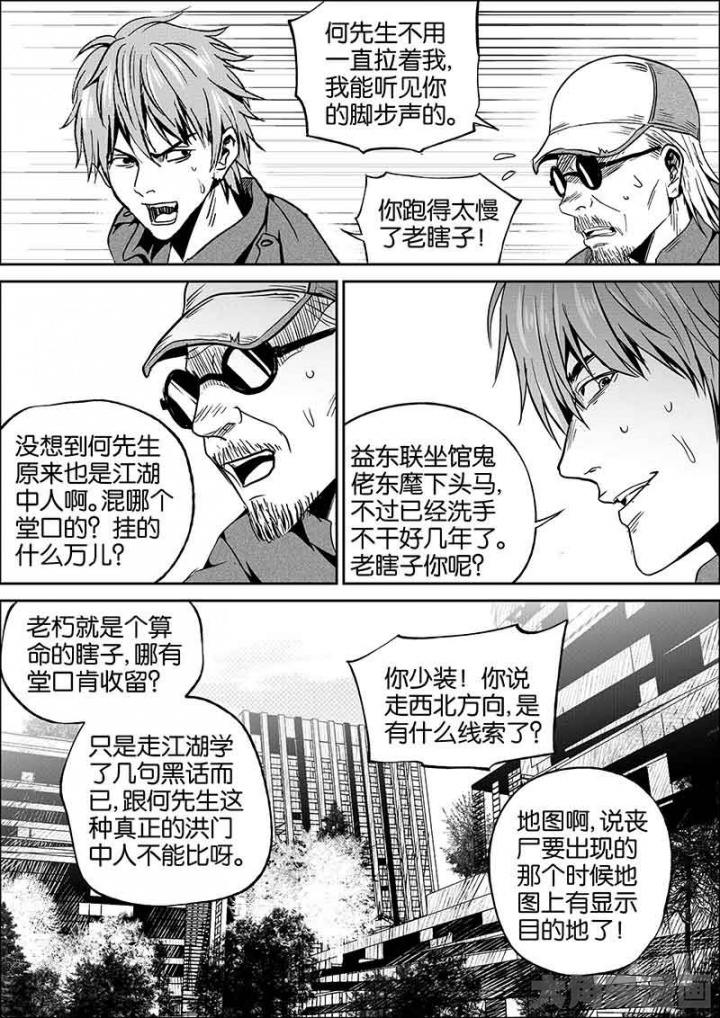 何先生不用
一直拉着我，
我能听见你
的脚步声的。
你跑得太慢
了老瞎子！
没想到何先生
原来也是江湖
中人啊。混哪个
堂口的？挂的
什么万儿？
益东联坐馆鬼
佬东麾下头马，
不过已经洗手
不干好几年了。
老瞎子你呢？
老朽就是个算
命的瞎子，哪有
堂口肯收留？
只是走江湖学
了几句黑话而
已，跟何先生这
种真正的洪门
中人不能比呀。
你少装！你说
走西北方向，是
有什么线索了？
地图啊，说丧
尸要出现的
那个时候地
图上有显示
目的地了！